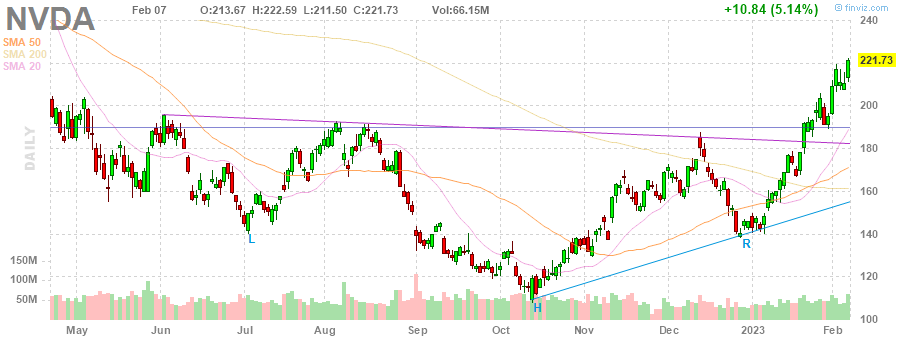 NVDA
Feb 07 O:213.67 H:222.59 L:211.50 C:221.73 Vol:66.15M +10.84 (5.14%)
© finviz.com
SMA 50
SMA 200
SMA 20
DAILY
240
221.73
200
180
160
140
120
100
150M
100M
50M
L
H
R
May Jun Jul Aug Sep Oct Nov Dec 2023 Feb